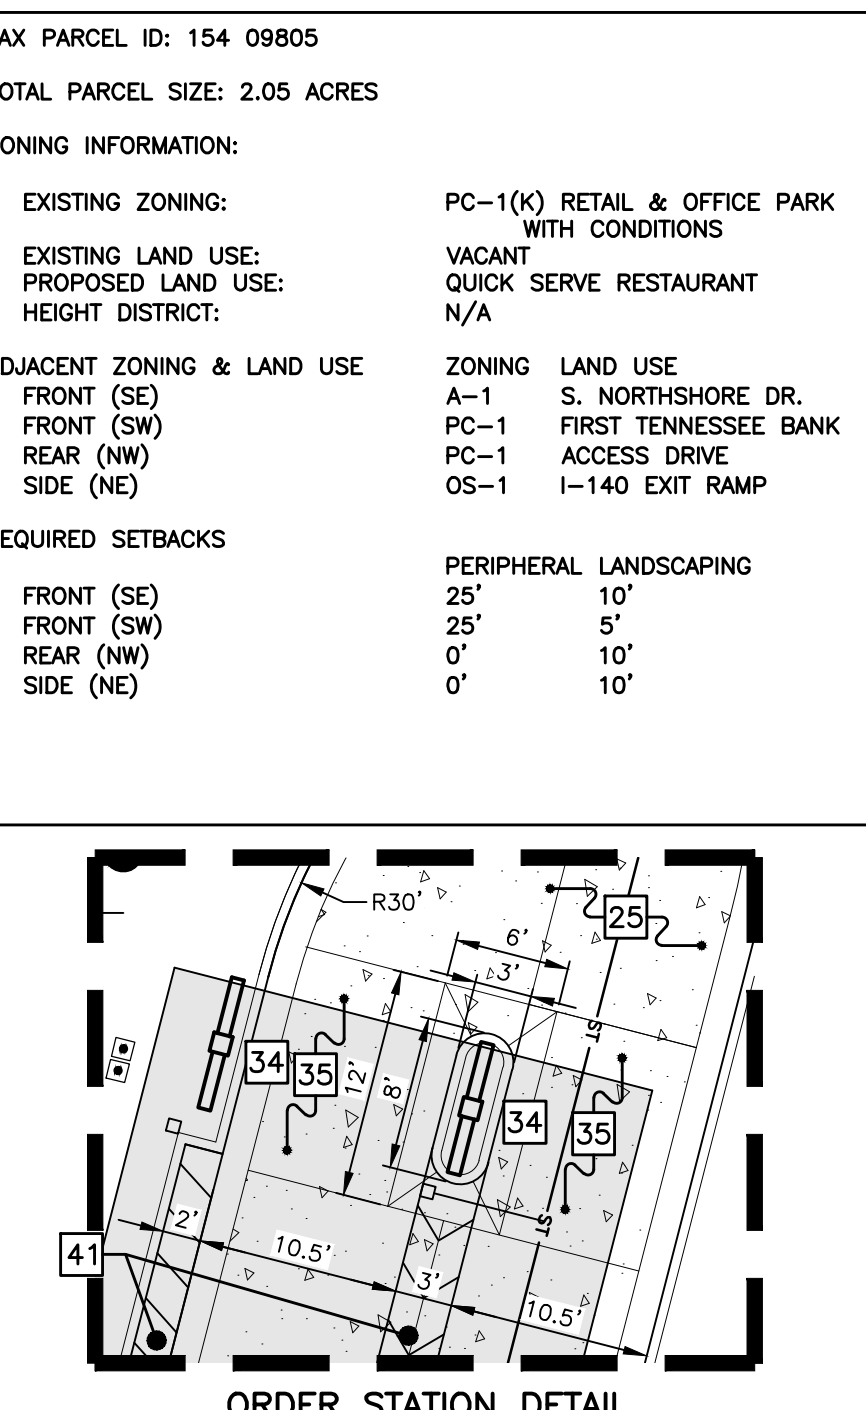 AX PARCEL ID: 154 09805
OTAL PARCEL SIZE: 2.05 ACRES
ONING INFORMATION:
EXISTING ZONING: PC-1(K) RETAIL & OFFICE PARK
WITH CONDITIONS
EXISTING LAND USE: VACANT
PROPOSED LAND USE: QUICK SERVE RESTAURANT
HEIGHT DISTRICT: N/A
DJACENT ZONING & LAND USE ZONING LAND USE
FRONT (SE) A-1 S. NORTHSHORE DR.
FRONT (SW) PC-1 FIRST TENNESSEE BANK
REAR (NW) PC-1 ACCESS DRIVE
SIDE (NE) OS-1 I-140 EXIT RAMP
EQUIRED SETBACKS
PERIPHERAL LANDSCAPING
FRONT (SE) 25' 10'
FRONT (SW) 25' 5'
REAR (NW) 0' 10'
SIDE (NE) 0' 10'
R30'
25
6'
3'
ST
34
35
12'
8'
34
35
ST
2'
41
10.5'
3'
10.5'
ORDER STATION DETAIL